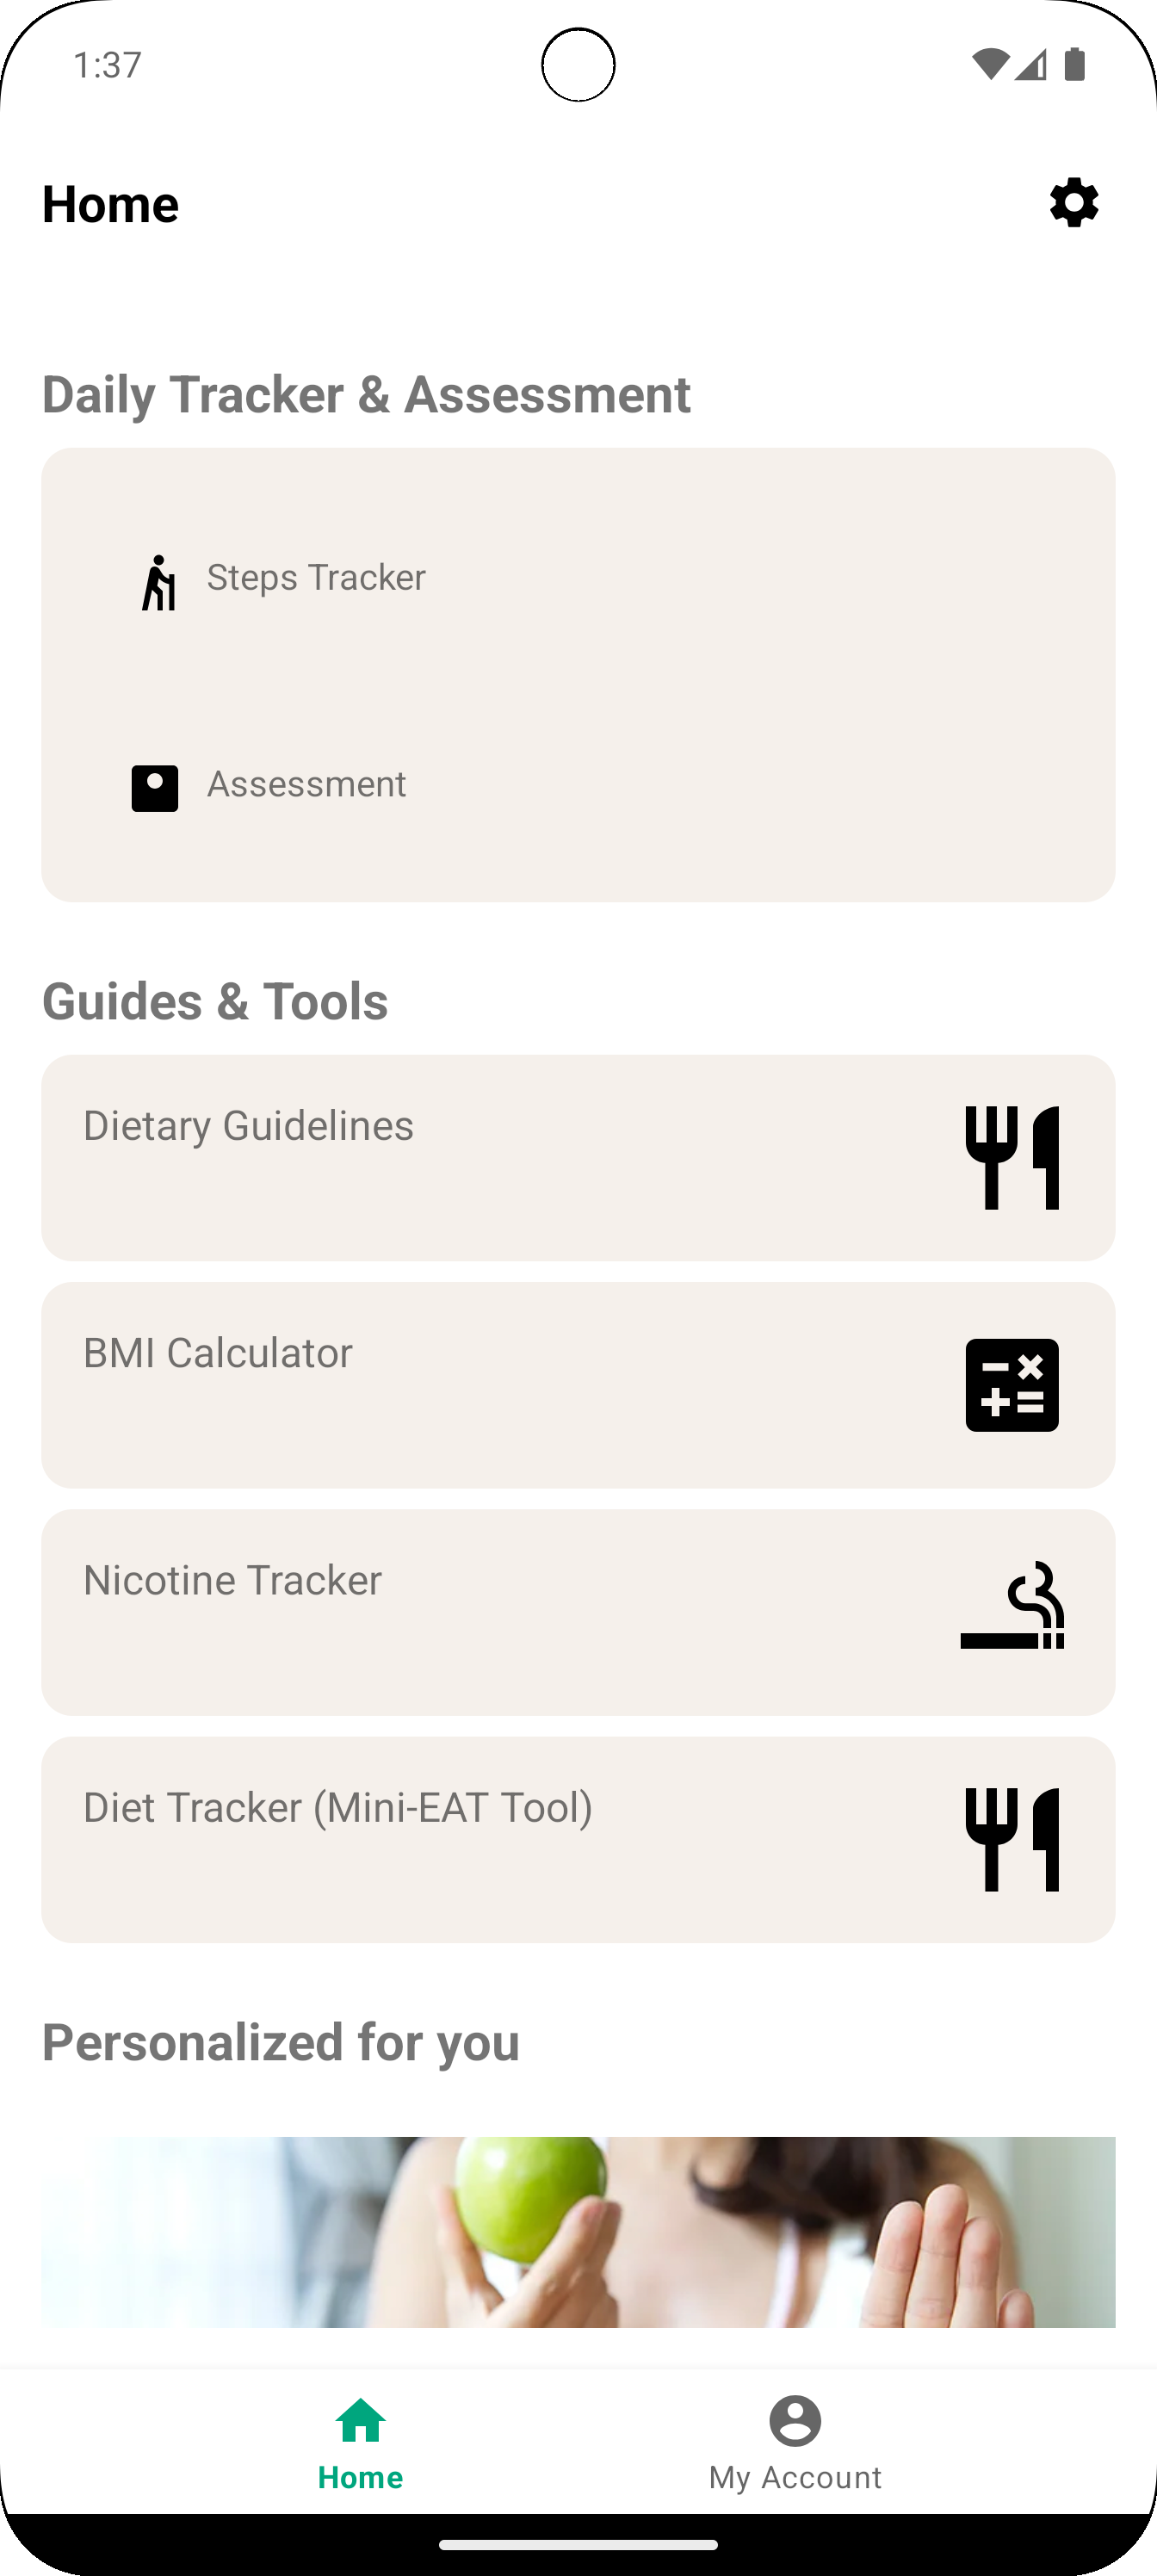 1:37
Home
Daily Tracker & Assessment
Steps Tracker
Assessment
Guides & Tools
Dietary Guidelines
BMI Calculator
Nicotine Tracker
Diet Tracker (Mini-EAT Tool)
Personalized for you
Home
My Account